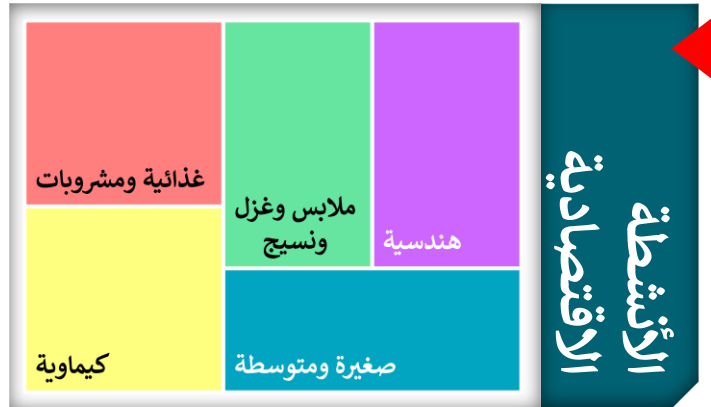 الأنشطة
الاقتصادية
هندسية
ملابس وغزل
ونسيج
غذائية ومشروبات
صغيرة ومتوسطة
كيماوية